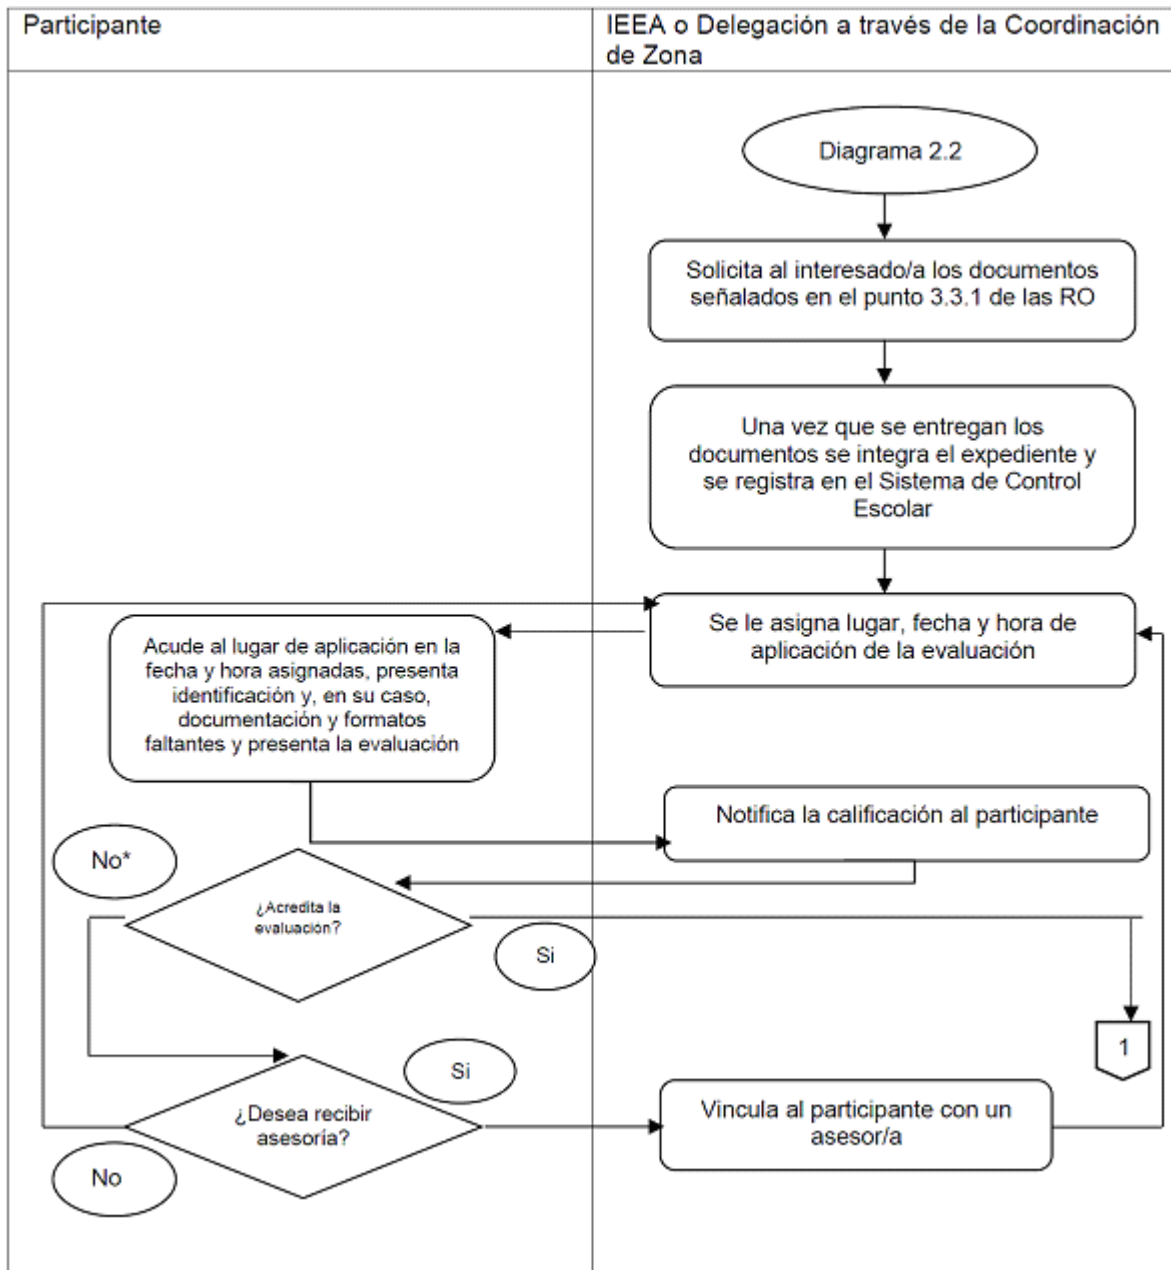 Participante
IEEA o Delegación a través de la Coordinación
de Zona
Diagrama 2.2
Solicita al interesado/a los documentos
señalados en el punto 3.3.1 de las RO
Una vez que se entregan los
documentos se integra el expediente y
se registra en el Sistema de Control
Escolar
Se le asigna lugar, fecha y hora de
aplicación de la evaluación
Acude al lugar de aplicación en la
fecha y hora asignadas, presenta
identificación y, en su caso,
documentación y formatos
faltantes y presenta la evaluación
Notifica la calificación al participante
No*
¿Acredita la
evaluación?
Si
1
Si
¿Desea recibir
asesoría?
Vincula al participante con un
asesor/a
No